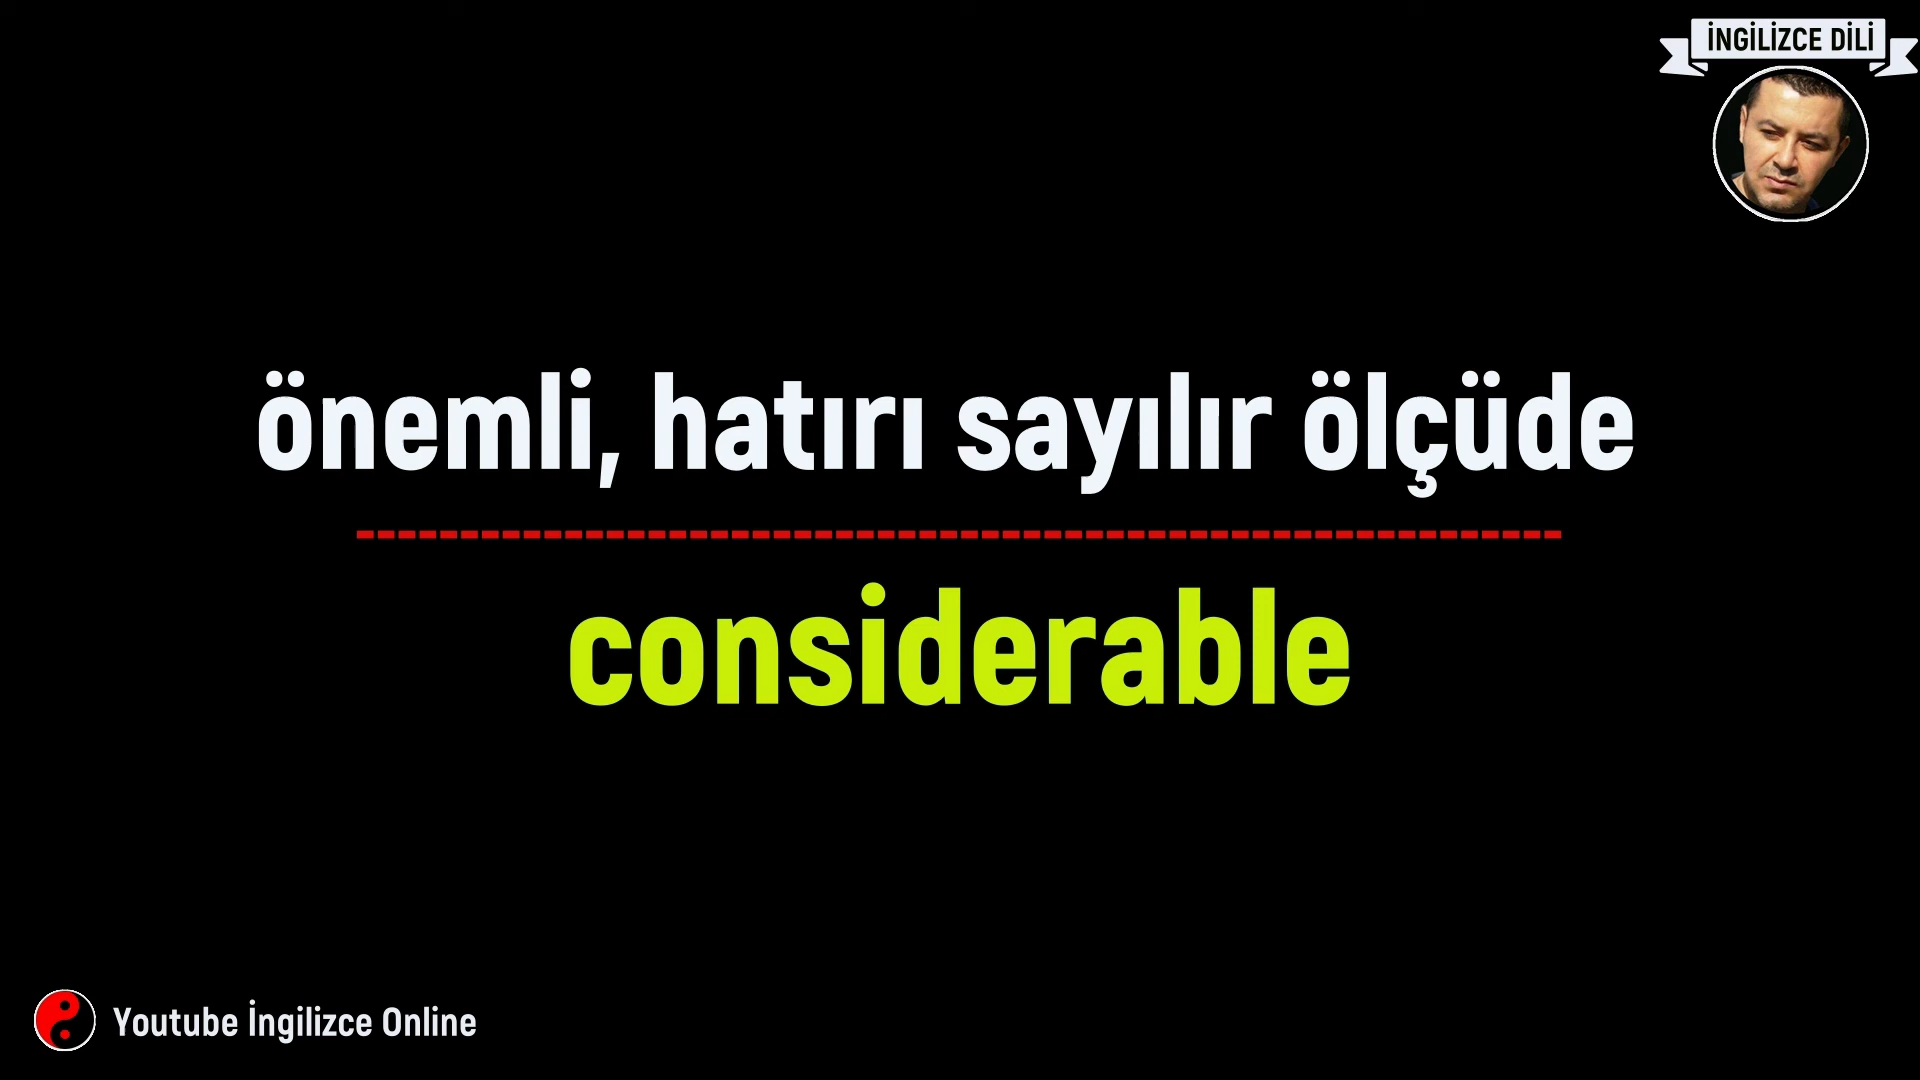 İNGİLİZCE DİLİ
önemli, hatırı sayılır ölçüde
----------------------------------------------------------
considerable
Youtube İngilizce Online